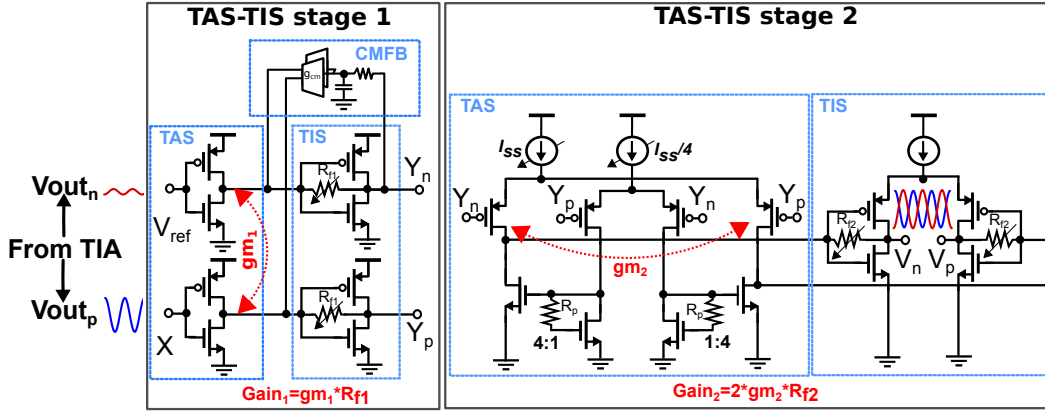 TAS-TIS stage 1
TAS-TIS stage 2
CMFB
gcm
TAS
TIS
TAS
TIS
Iss
Iss/4
Rf1
Yn
Voutn
Vref
From TIA
gm1
Voutp
X
Rf1
Yp
Gain1=gm1*Rf1
Yn
Yp
Yn
Yp
gm2
Rp
Rp
4:1
1:4
Gain2=2*gm2*Rf2
Rf2
Rf2
Vn
Vp